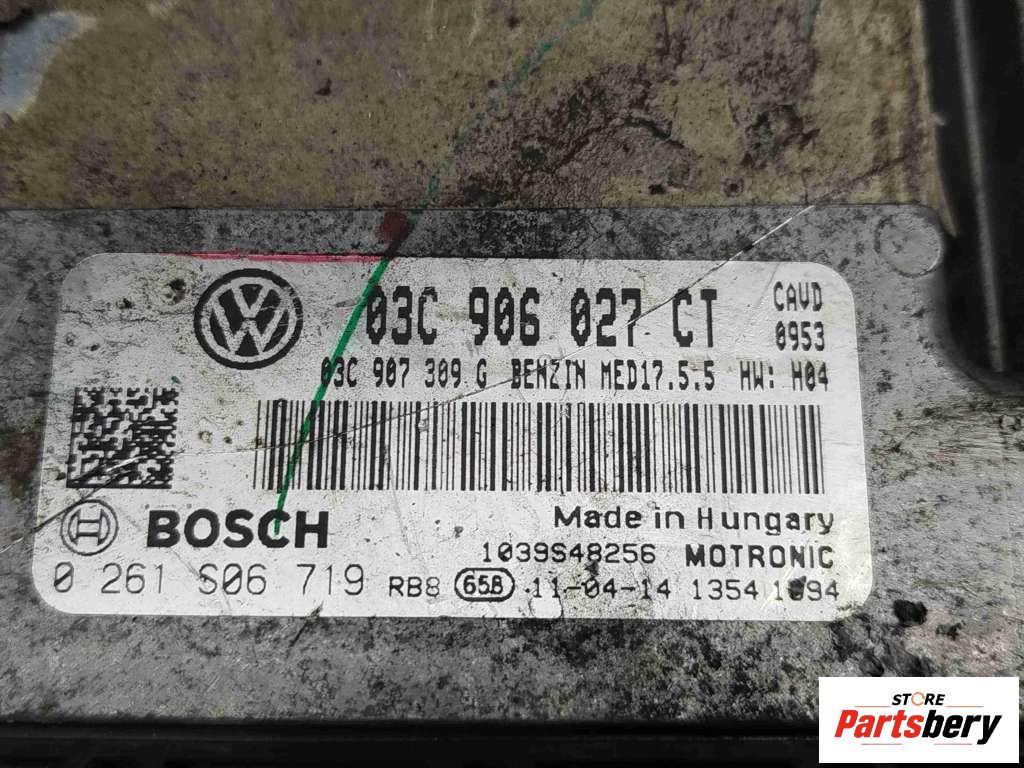 03C 906 027 CT CAVD
0953
03C 907 309 G BENZIN MED17.5.5 HW: H04
BOSCH
Made in Hungary
1039S48256 MOTRONIC
0 261 S06 719 RB8 658 11-04-14 1354 1094
STORE
Partsbery